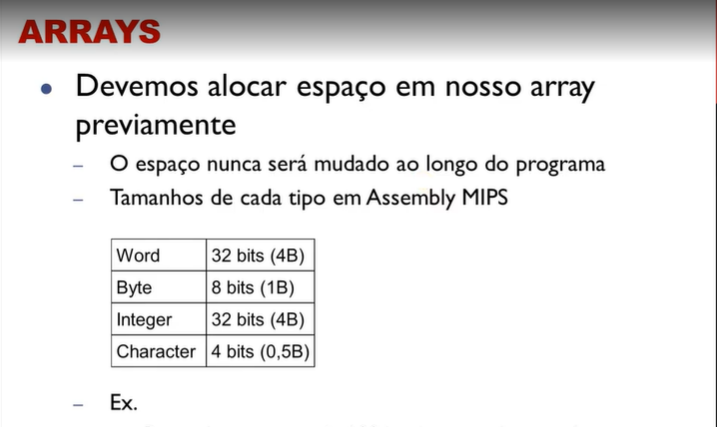 ARRAYS
• Devemos alocar espaço em nosso array
previamente
– O espaço nunca será mudado ao longo do programa
– Tamanhos de cada tipo em Assembly MIPS
Word 32 bits (4B)
Byte 8 bits (1B)
Integer 32 bits (4B)
Character 4 bits (0,5B)
– Ex.